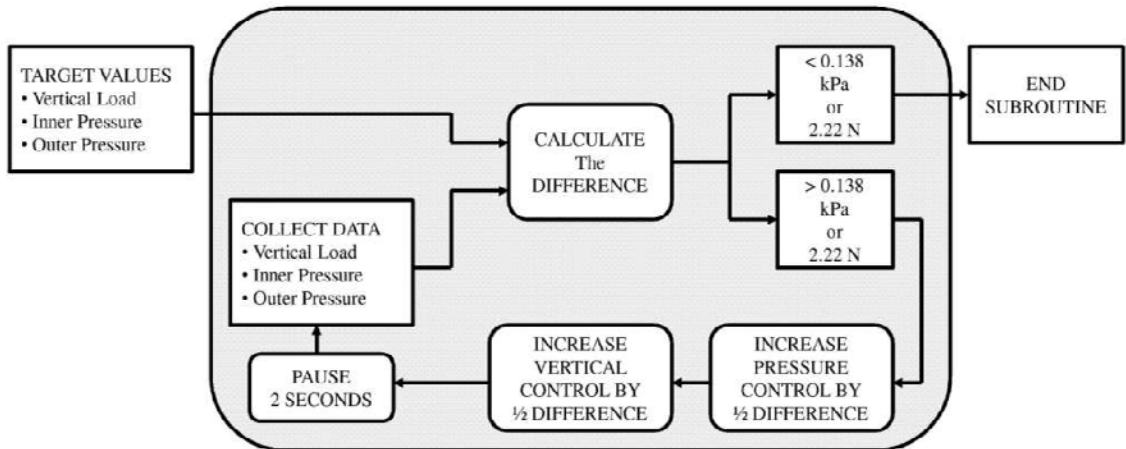 TARGET VALUES
• Vertical Load
• Inner Pressure
• Outer Pressure
COLLECT DATA
• Vertical Load
• Inner Pressure
• Outer Pressure
CALCULATE
The
DIFFERENCE
< 0.138
kPa
or
2.22 N
END
SUBROUTINE
> 0.138
kPa
or
2.22 N
INCREASE
PRESSURE
CONTROL BY
½ DIFFERENCE
INCREASE
VERTICAL
CONTROL BY
½ DIFFERENCE
PAUSE
2 SECONDS